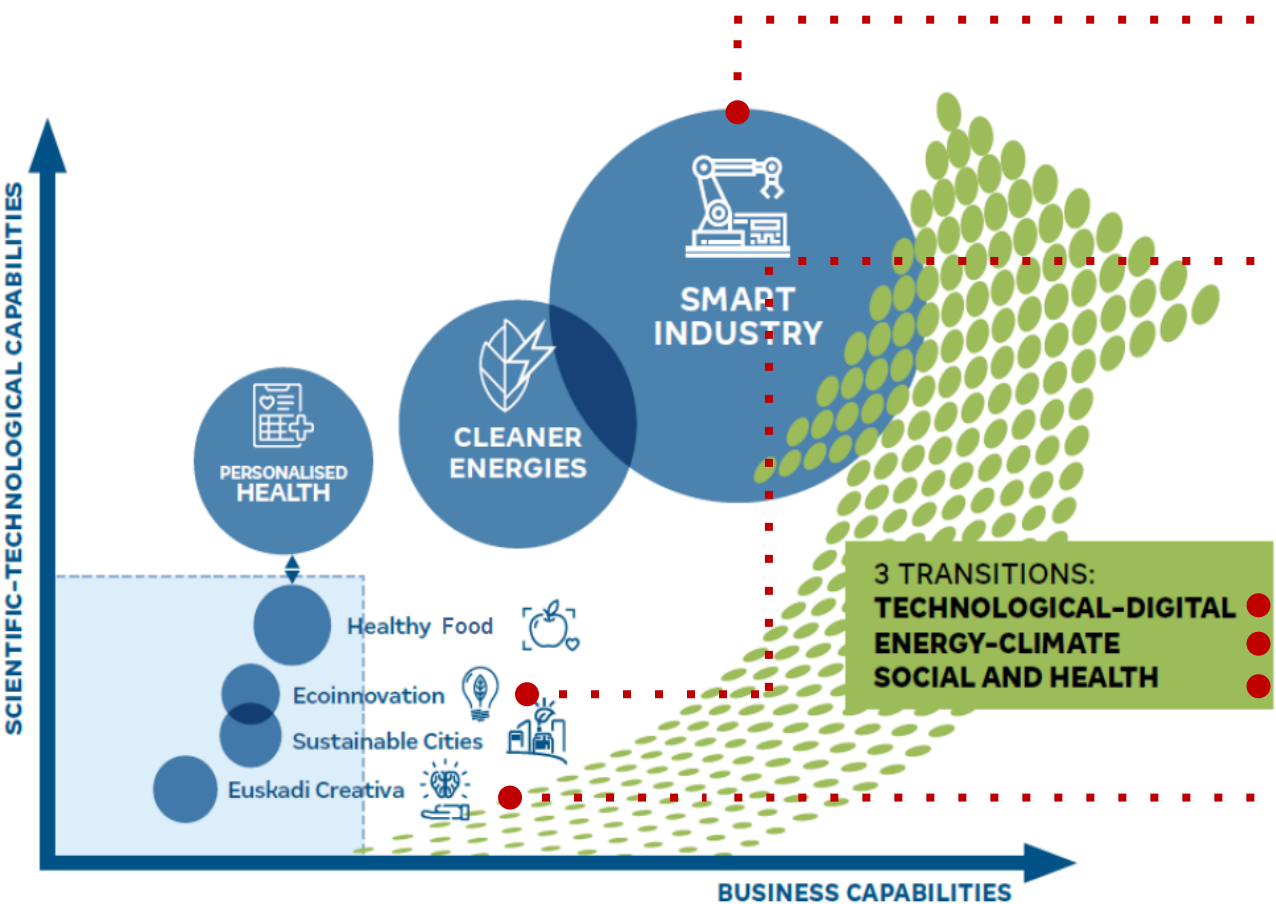 SCIENTIFIC-TECHNOLOGICAL CAPABILITIES
SMART
INDUSTRY
CLEANER
ENERGIES
PERSONALISED
HEALTH
3 TRANSITIONS:
TECHNOLOGICAL-DIGITAL
ENERGY-CLIMATE
SOCIAL AND HEALTH
Healthy Food
Ecoinnovation
Sustainable Cities
Euskadi Creativa
BUSINESS CAPABILITIES